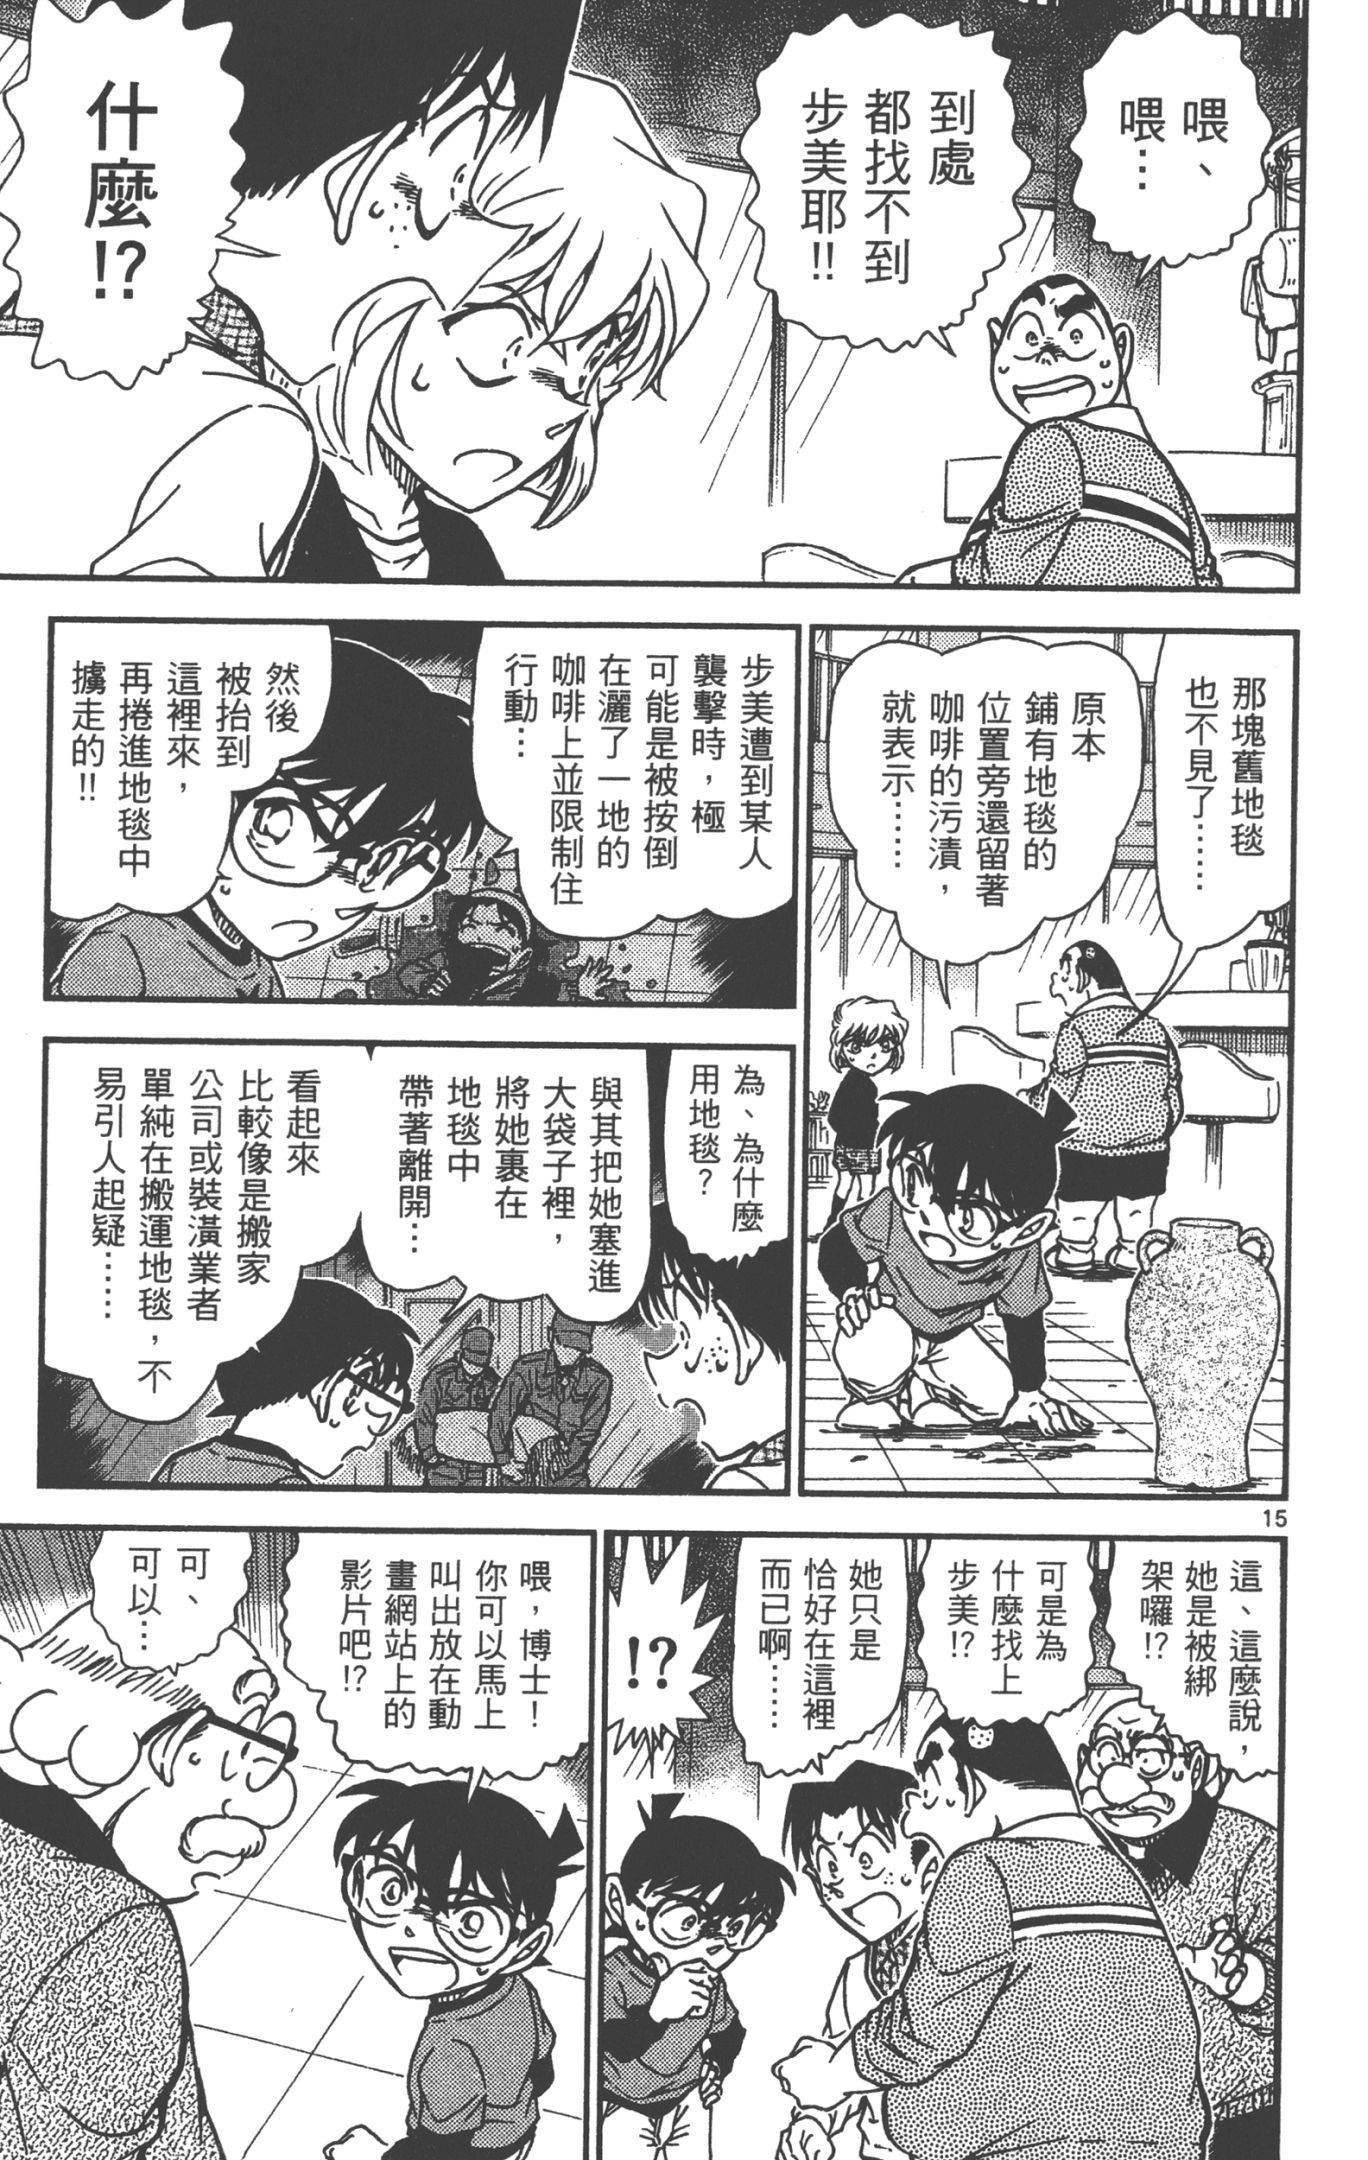 喂、
喂…
到處
都找不到
步美耶!!
什麼!?
那塊舊地毯
也不見了……
原本
鋪有地毯的
位置旁還留著
咖啡的污漬，
就表示……
步美遭到某人
襲擊時，極
可能是被按倒
在灑了一地的
咖啡上並限制住
行動…
然後
被抬到
這裡來，
再捲進地毯中
擄走的!!
為、為什麼
用地毯？
與其把她塞進
大袋子裡，
將她裹在
地毯中
帶著離開…
看起來
比較像是搬家
公司或裝潢業者
單純在搬運地毯，不
易引人起疑……
15
這、這麼說，
她是被綁
架囉!?
可是為
什麼找上
步美!?
她只是
恰好在這裡
而已啊……
!?
喂，博士！
你可以馬上
叫出放在動
畫網站上的
影片吧!?
可、
可以…